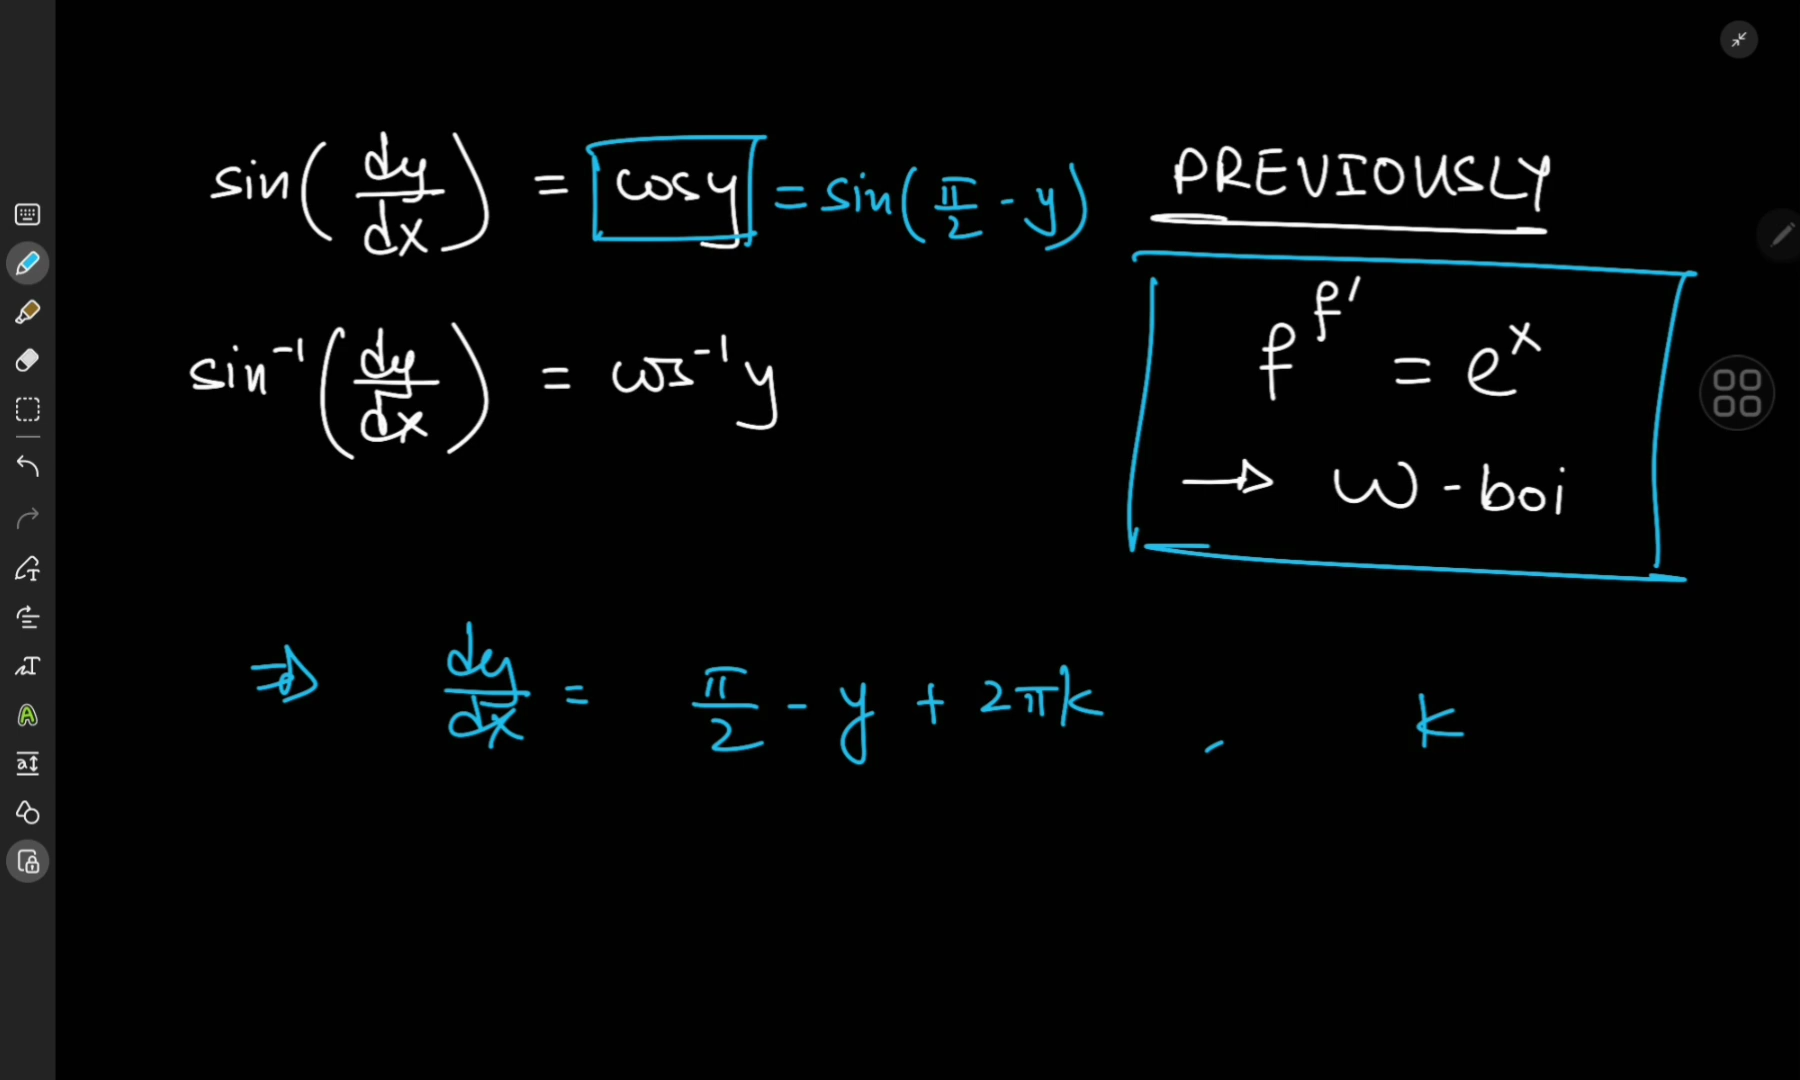 sin(dy/dx) = cosy = sin(π/2 - y)
PREVIOUSLY
sin⁻¹(dy/dx) = cos⁻¹y
f^f' = e^x
→ W-boi
⇒ dy/dx = π/2 - y + 2πk , k